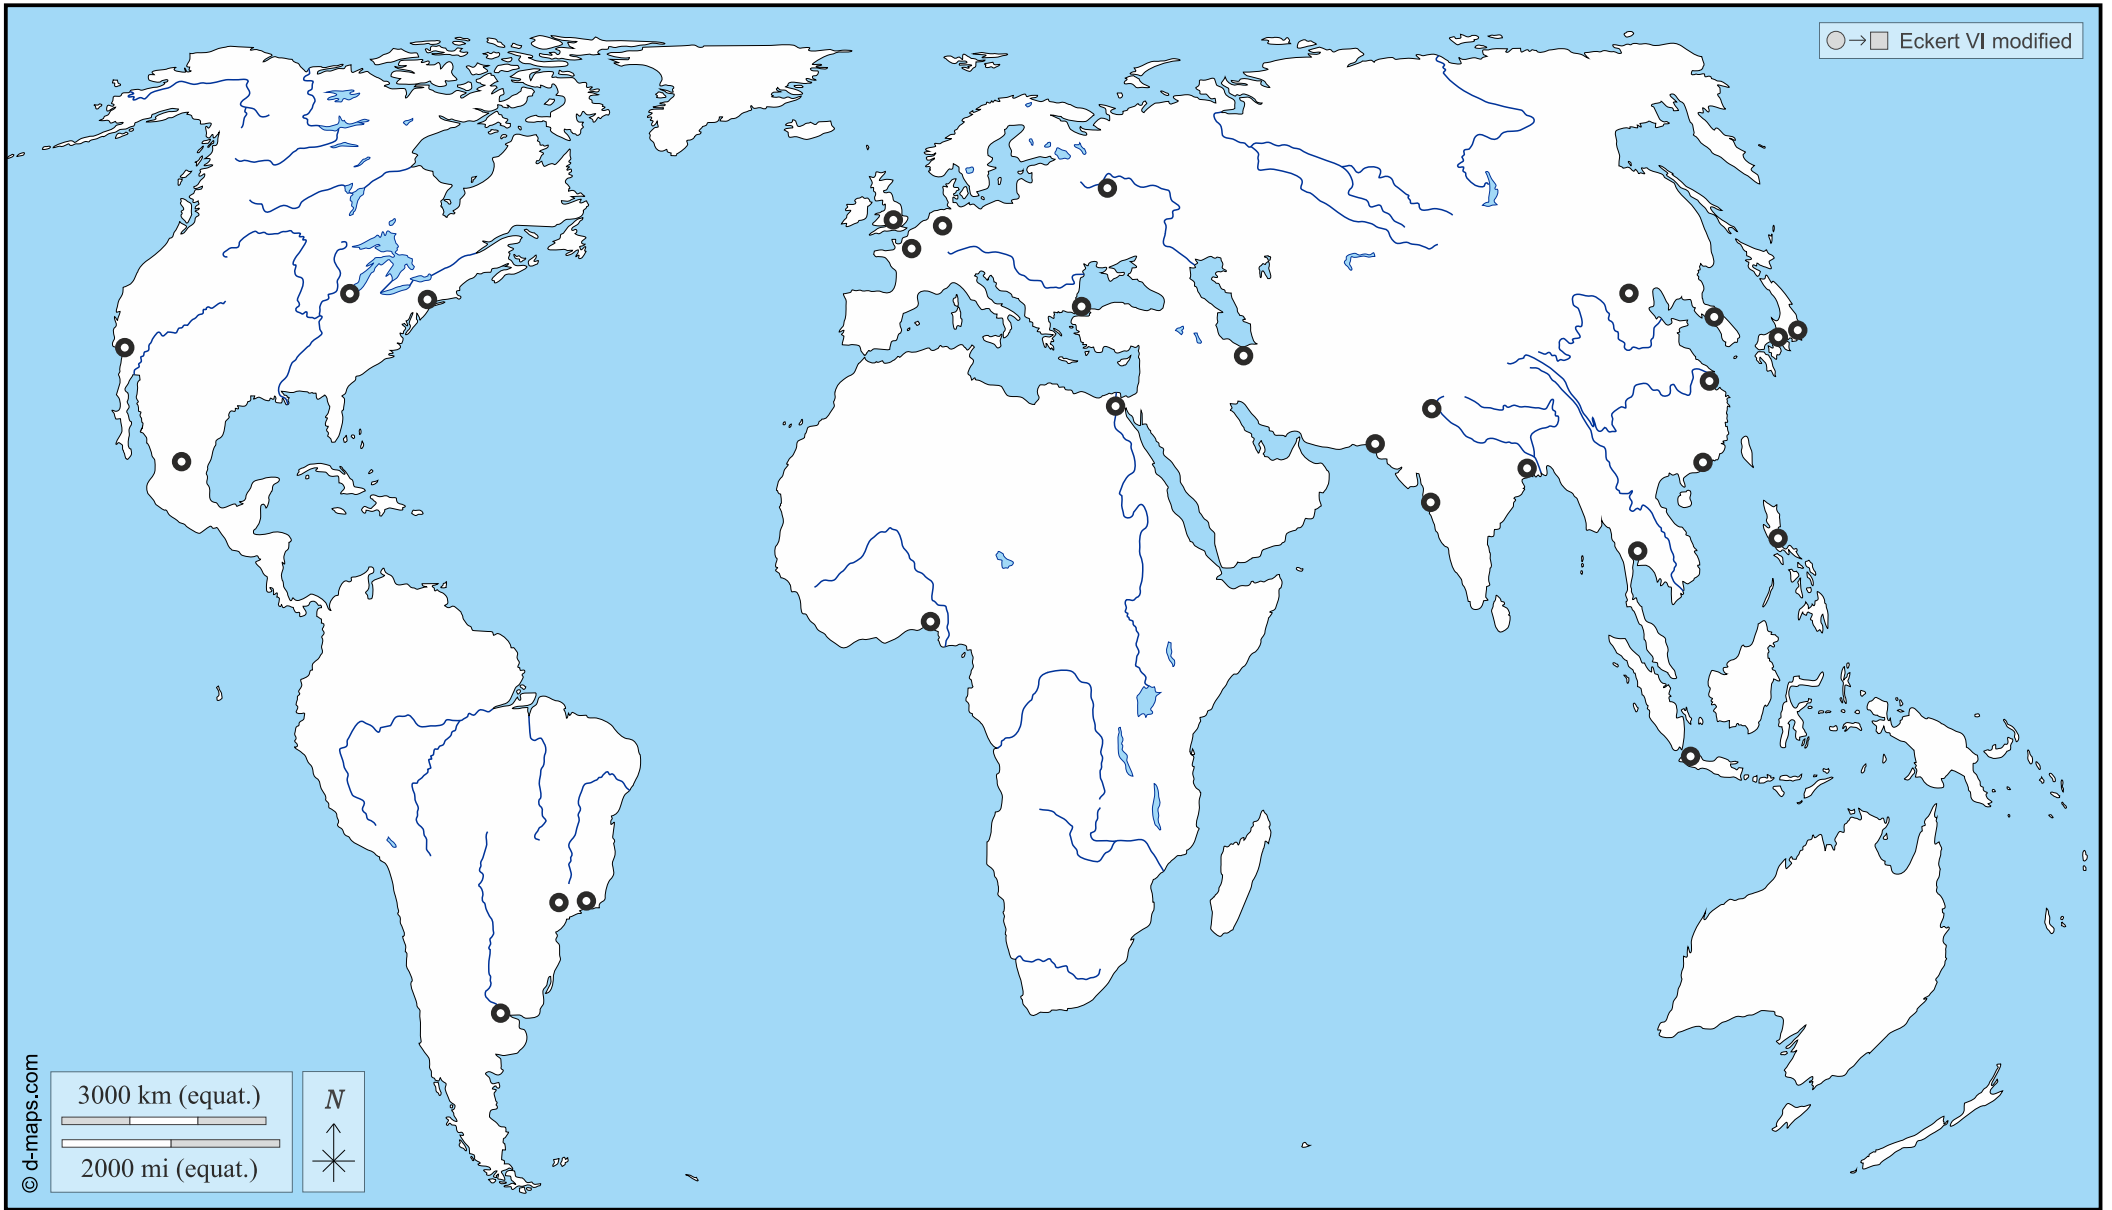 Eckert VI modified
© d-maps.com
3000 km (equat.)
2000 mi (equat.)
N